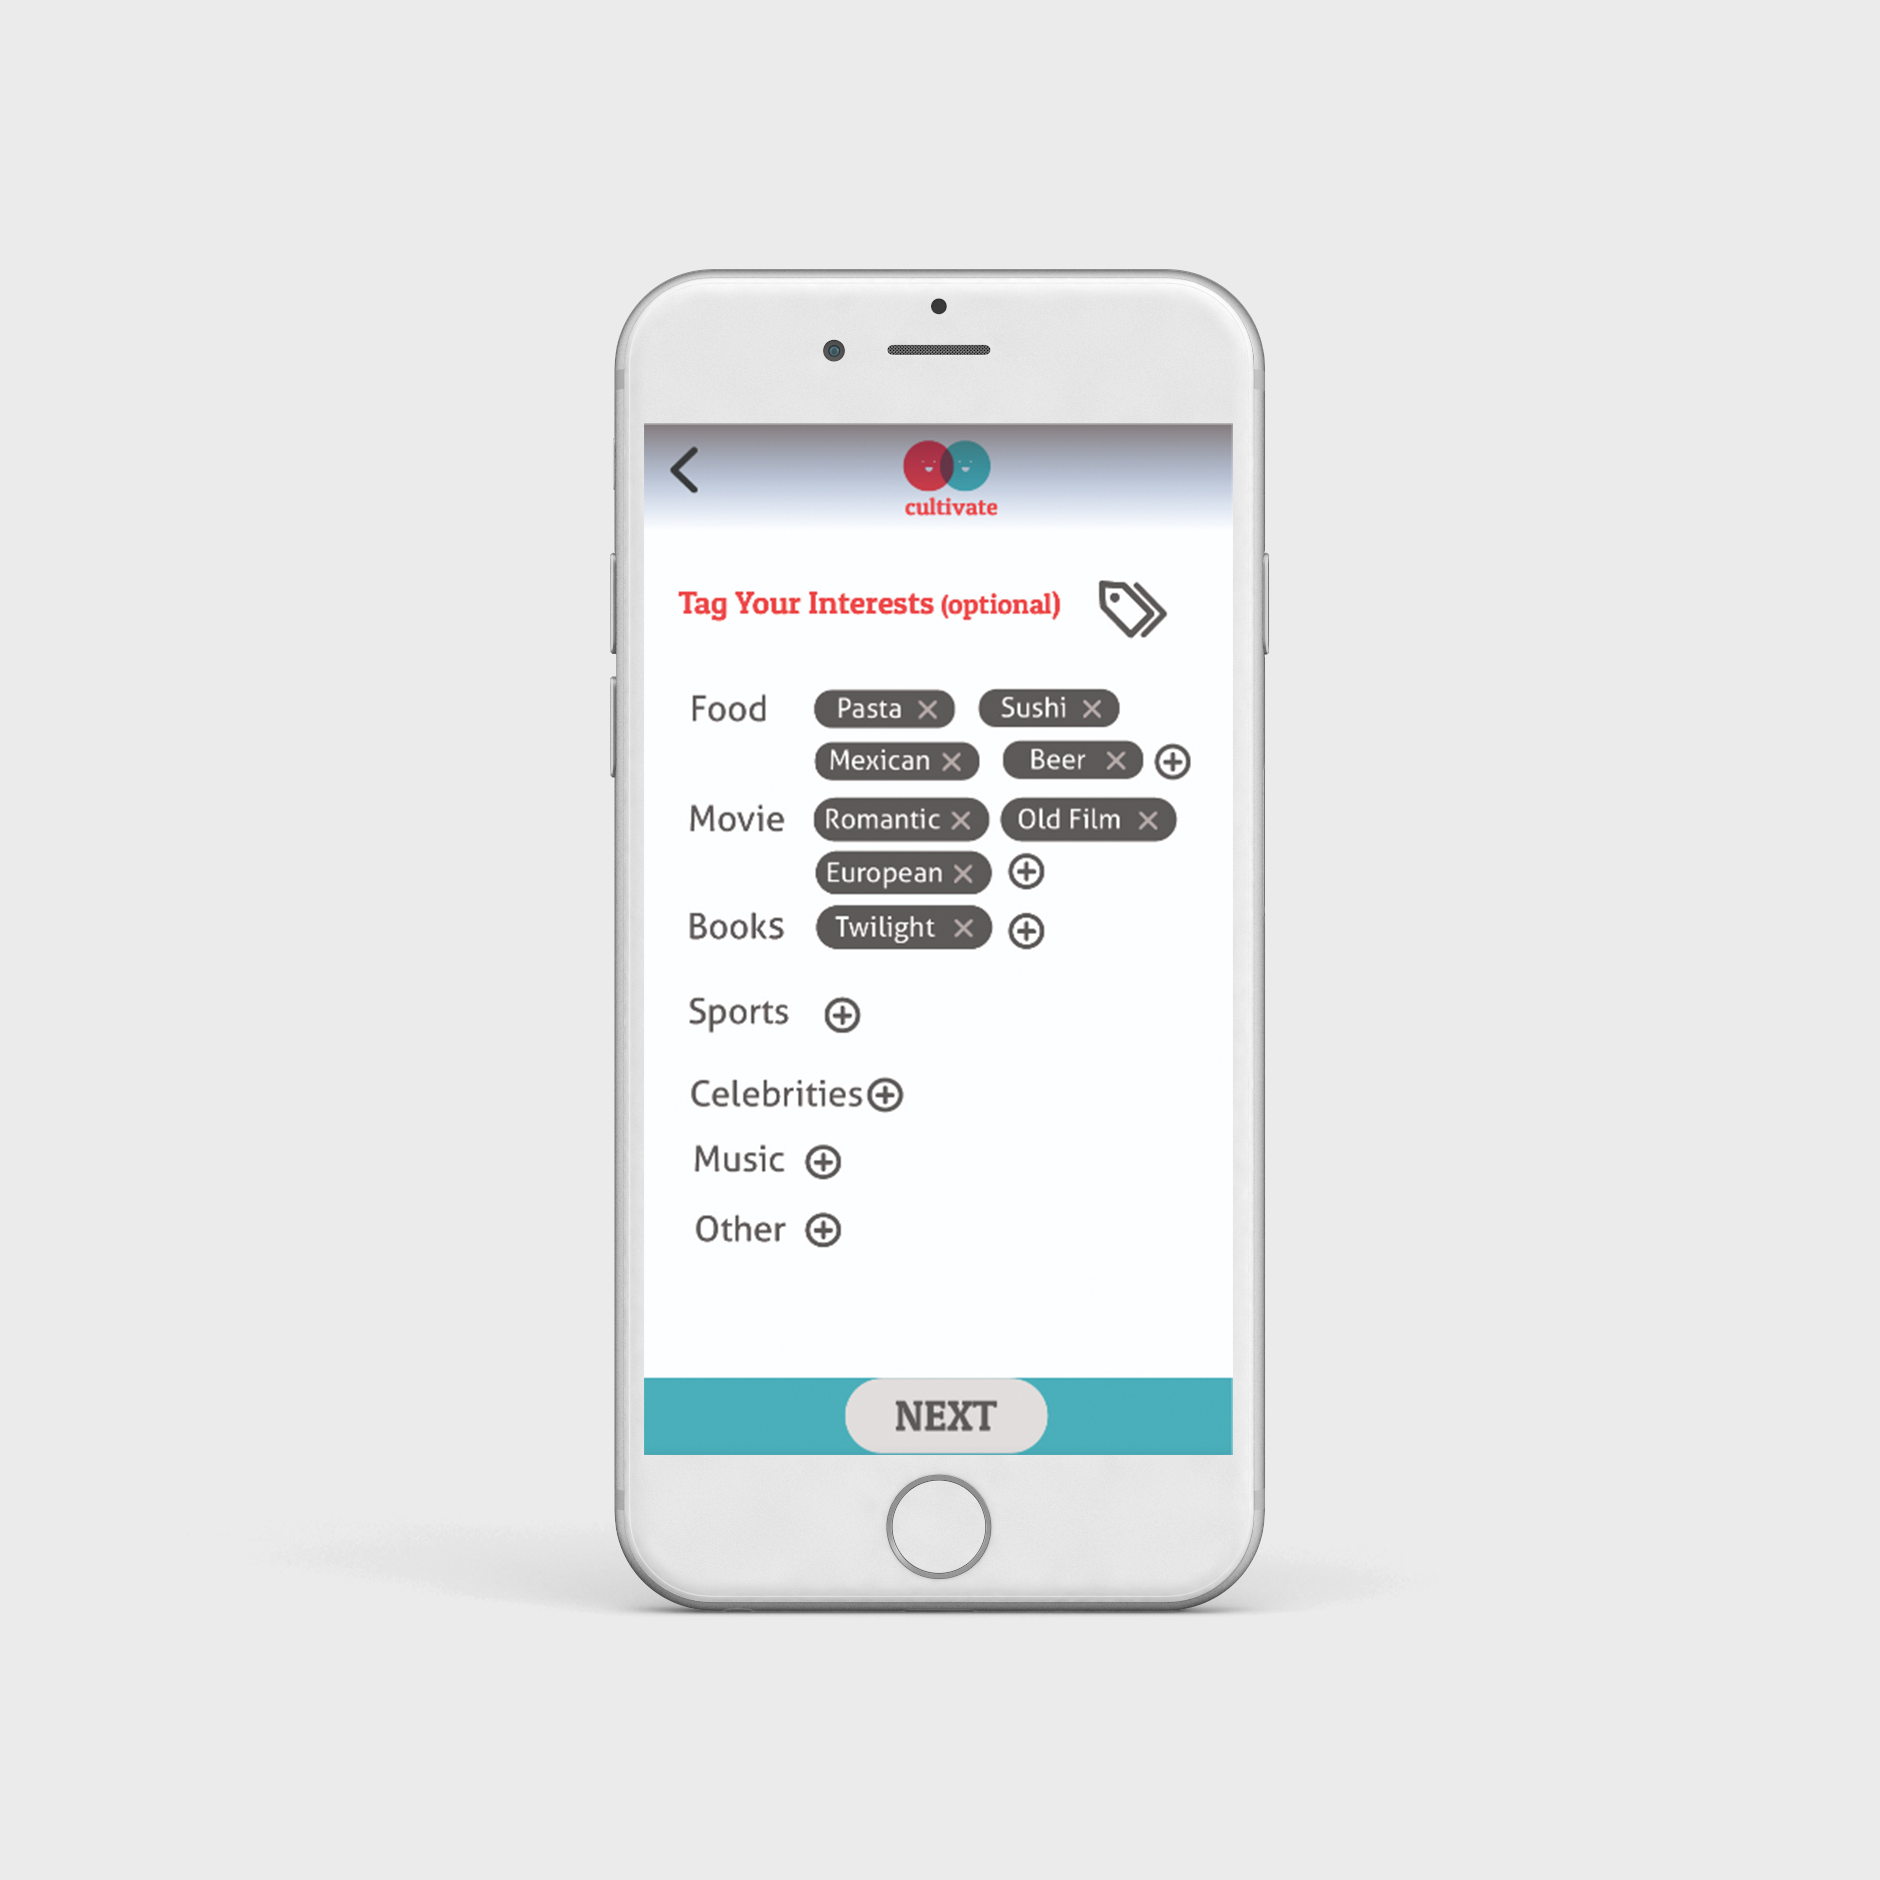 cultivate
Tag Your Interests (optional)
Food Pasta Sushi
Mexican Beer
Movie Romantic Old Film
European
Books Twilight
Sports
Celebrities
Music
Other
NEXT